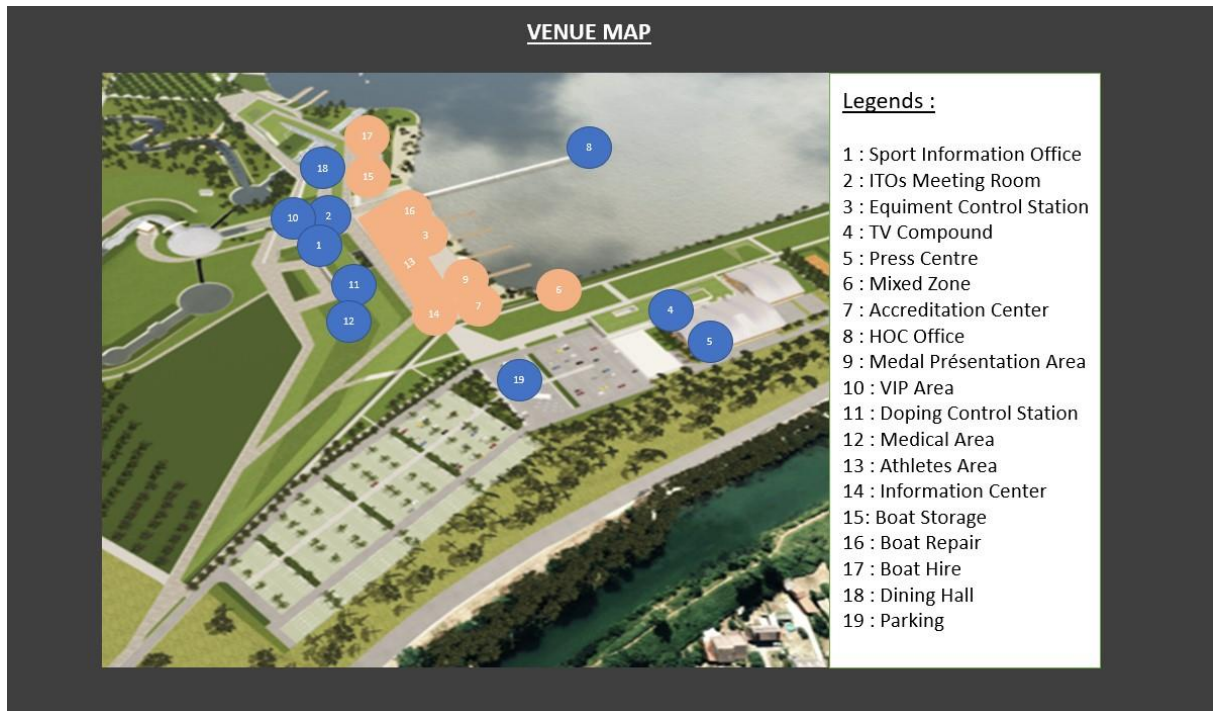 VENUE MAP
17
8
18
15
16
10
2
3
1
13
9
11
6
7
4
14
12
5
19
Legends :
1 : Sport Information Office
2 : ITOs Meeting Room
3 : Equiment Control Station
4 : TV Compound
5 : Press Centre
6 : Mixed Zone
7 : Accreditation Center
8 : HOC Office
9 : Medal Présentation Area
10 : VIP Area
11 : Doping Control Station
12 : Medical Area
13 : Athletes Area
14 : Information Center
15: Boat Storage
16 : Boat Repair
17 : Boat Hire
18 : Dining Hall
19 : Parking